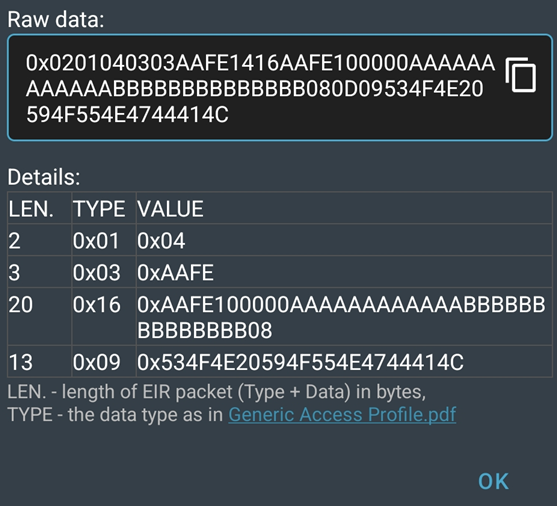 Raw data:
0x0201040303AAFE1416AAFE100000AAAAAA
AAAAAABBBBBBBBBBBBBB080D09534F4E20
594F554E4744414C
Details:
LEN. TYPE VALUE
2 0x01 0x04
3 0x03 0xAAFE
20 0x16 0xAAFE100000AAAAAAAAAAAABBBBBB
BBBBBBBB08
13 0x09 0x534F4E20594F554E4744414C
LEN. - length of EIR packet (Type + Data) in bytes,
TYPE - the data type as in Generic Access Profile.pdf
OK